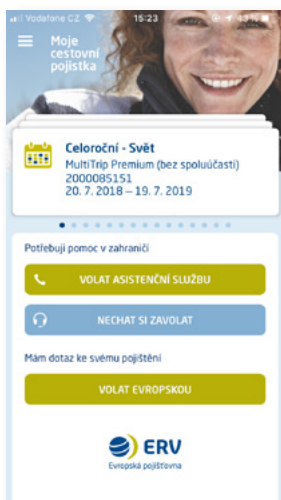 Vodafone CZ 15:23 43%
Moje
cestovní
pojistka
Celoroční - Svět
MultiTrip Premium (bez spoluúčasti)
2000085151
20. 7. 2018 – 19. 7. 2019
Potřebuji pomoc v zahraničí
VOLAT ASISTENČNÍ SLUŽBU
NECHAT SI ZAVOLAT
Mám dotaz ke svému pojištění
VOLAT EVROPSKOU
ERV
Evropská pojišťovna